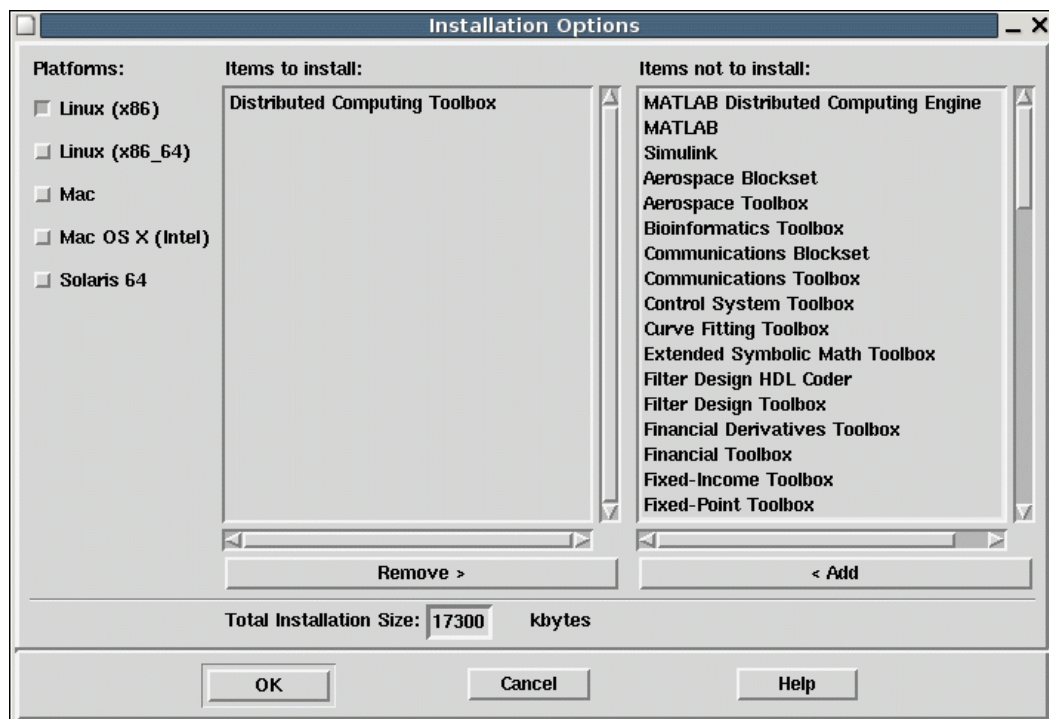 Installation Options
Platforms:
Linux (x86)
Linux (x86_64)
Mac
Mac OS X (Intel)
Solaris 64
Items to install:
Distributed Computing Toolbox
Remove >
Items not to install:
MATLAB Distributed Computing Engine
MATLAB
Simulink
Aerospace Blockset
Aerospace Toolbox
Bioinformatics Toolbox
Communications Blockset
Communications Toolbox
Control System Toolbox
Curve Fitting Toolbox
Extended Symbolic Math Toolbox
Filter Design HDL Coder
Filter Design Toolbox
Financial Derivatives Toolbox
Financial Toolbox
Fixed-Income Toolbox
Fixed-Point Toolbox
< Add
Total Installation Size: 17300 kbytes
OK
Cancel
Help